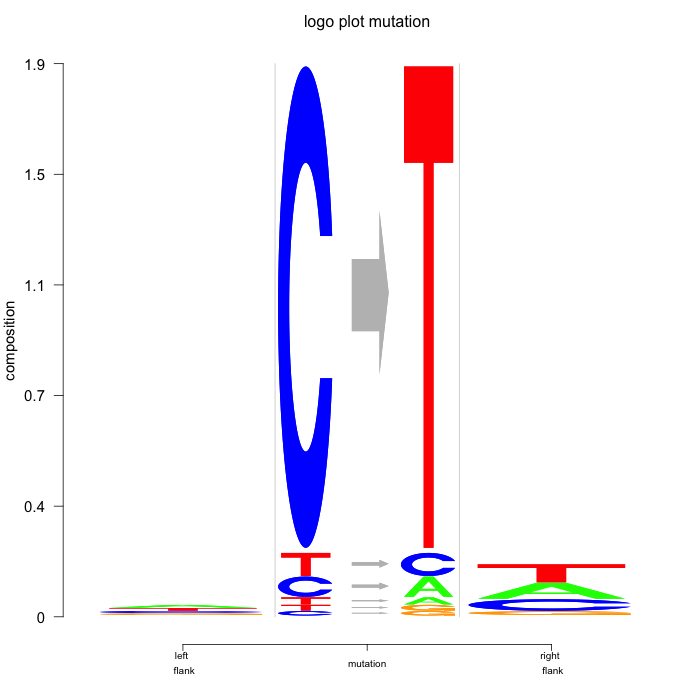 logo plot mutation
composition
1.9
1.5
1.1
0.7
0.4
0
C T
T C
C A
T A
T G
C G
A
T
C
G
T
A
C
G
left
flank
mutation
right
flank